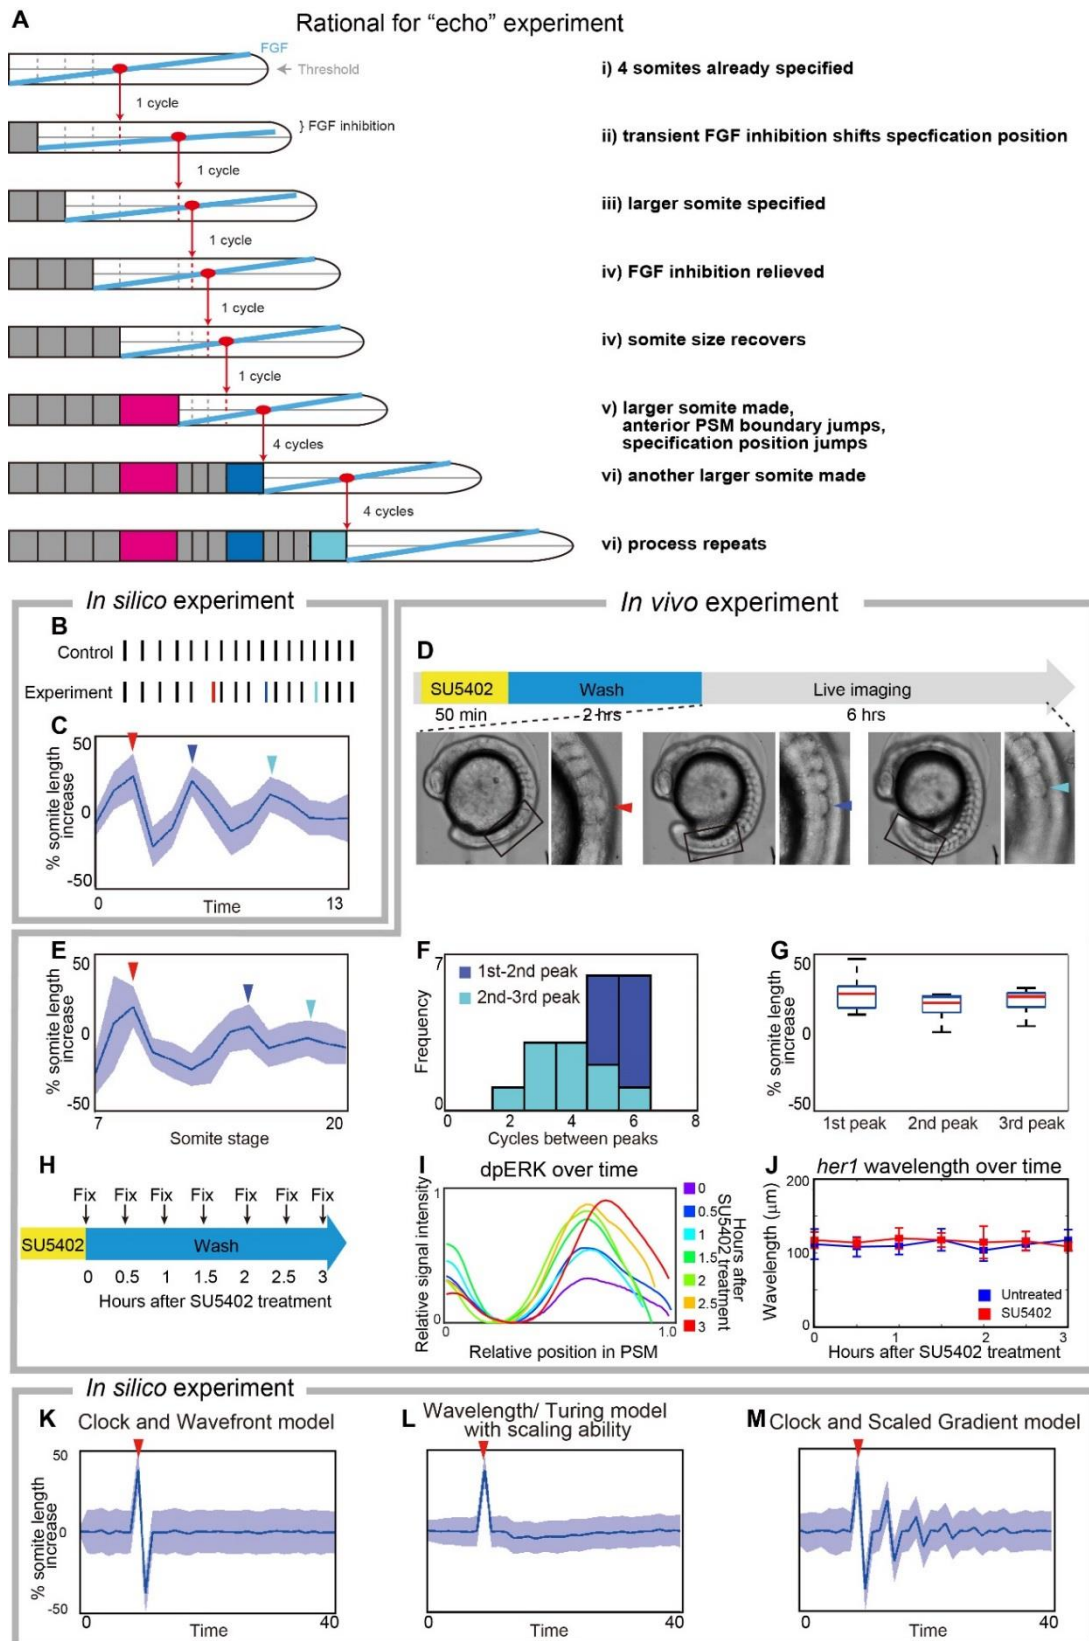 A Rational for “echo” experiment
FGF
Threshold
i) 4 somites already specified
1 cycle
} FGF inhibition
ii) transient FGF inhibition shifts specfication position
1 cycle
iii) larger somite specified
1 cycle
iv) FGF inhibition relieved
1 cycle
iv) somite size recovers
1 cycle
v) larger somite made,
anterior PSM boundary jumps,
specification position jumps
4 cycles
vi) another larger somite made
4 cycles
vi) process repeats
In silico experiment
B
Control
Experiment
C
% somite length
increase
50
0
-50
0 13
Time
In vivo experiment
D
SU5402 Wash Live imaging
50 min 2 hrs 6 hrs
E
% somite length
increase
50
0
-50
7 20
Somite stage
F
7
1st-2nd peak
2nd-3rd peak
Frequency
0
0 2 4 6 8
Cycles between peaks
G
% somite length
increase
50
0
-50
1st peak 2nd peak 3rd peak
H
Fix Fix Fix Fix Fix Fix Fix
SU5402 Wash
0 0.5 1 1.5 2 2.5 3
Hours after SU5402 treatment
I dpERK over time
Relative signal intensity
1
0
0 1.0
Relative position in PSM
0
0.5
1
1.5
2
2.5
3
Hours after
SU5402 treatment
J her1 wavelength over time
Wavelength (µm)
200
100
0
Untreated
SU5402
0 1 2 3
Hours after SU5402 treatment
In silico experiment
K Clock and Wavefront model
% somite length
increase
50
0
-50
0 40
Time
L Wavelength/ Turing model
with scaling ability
0 40
Time
M Clock and Scaled Gradient model
0 40
Time